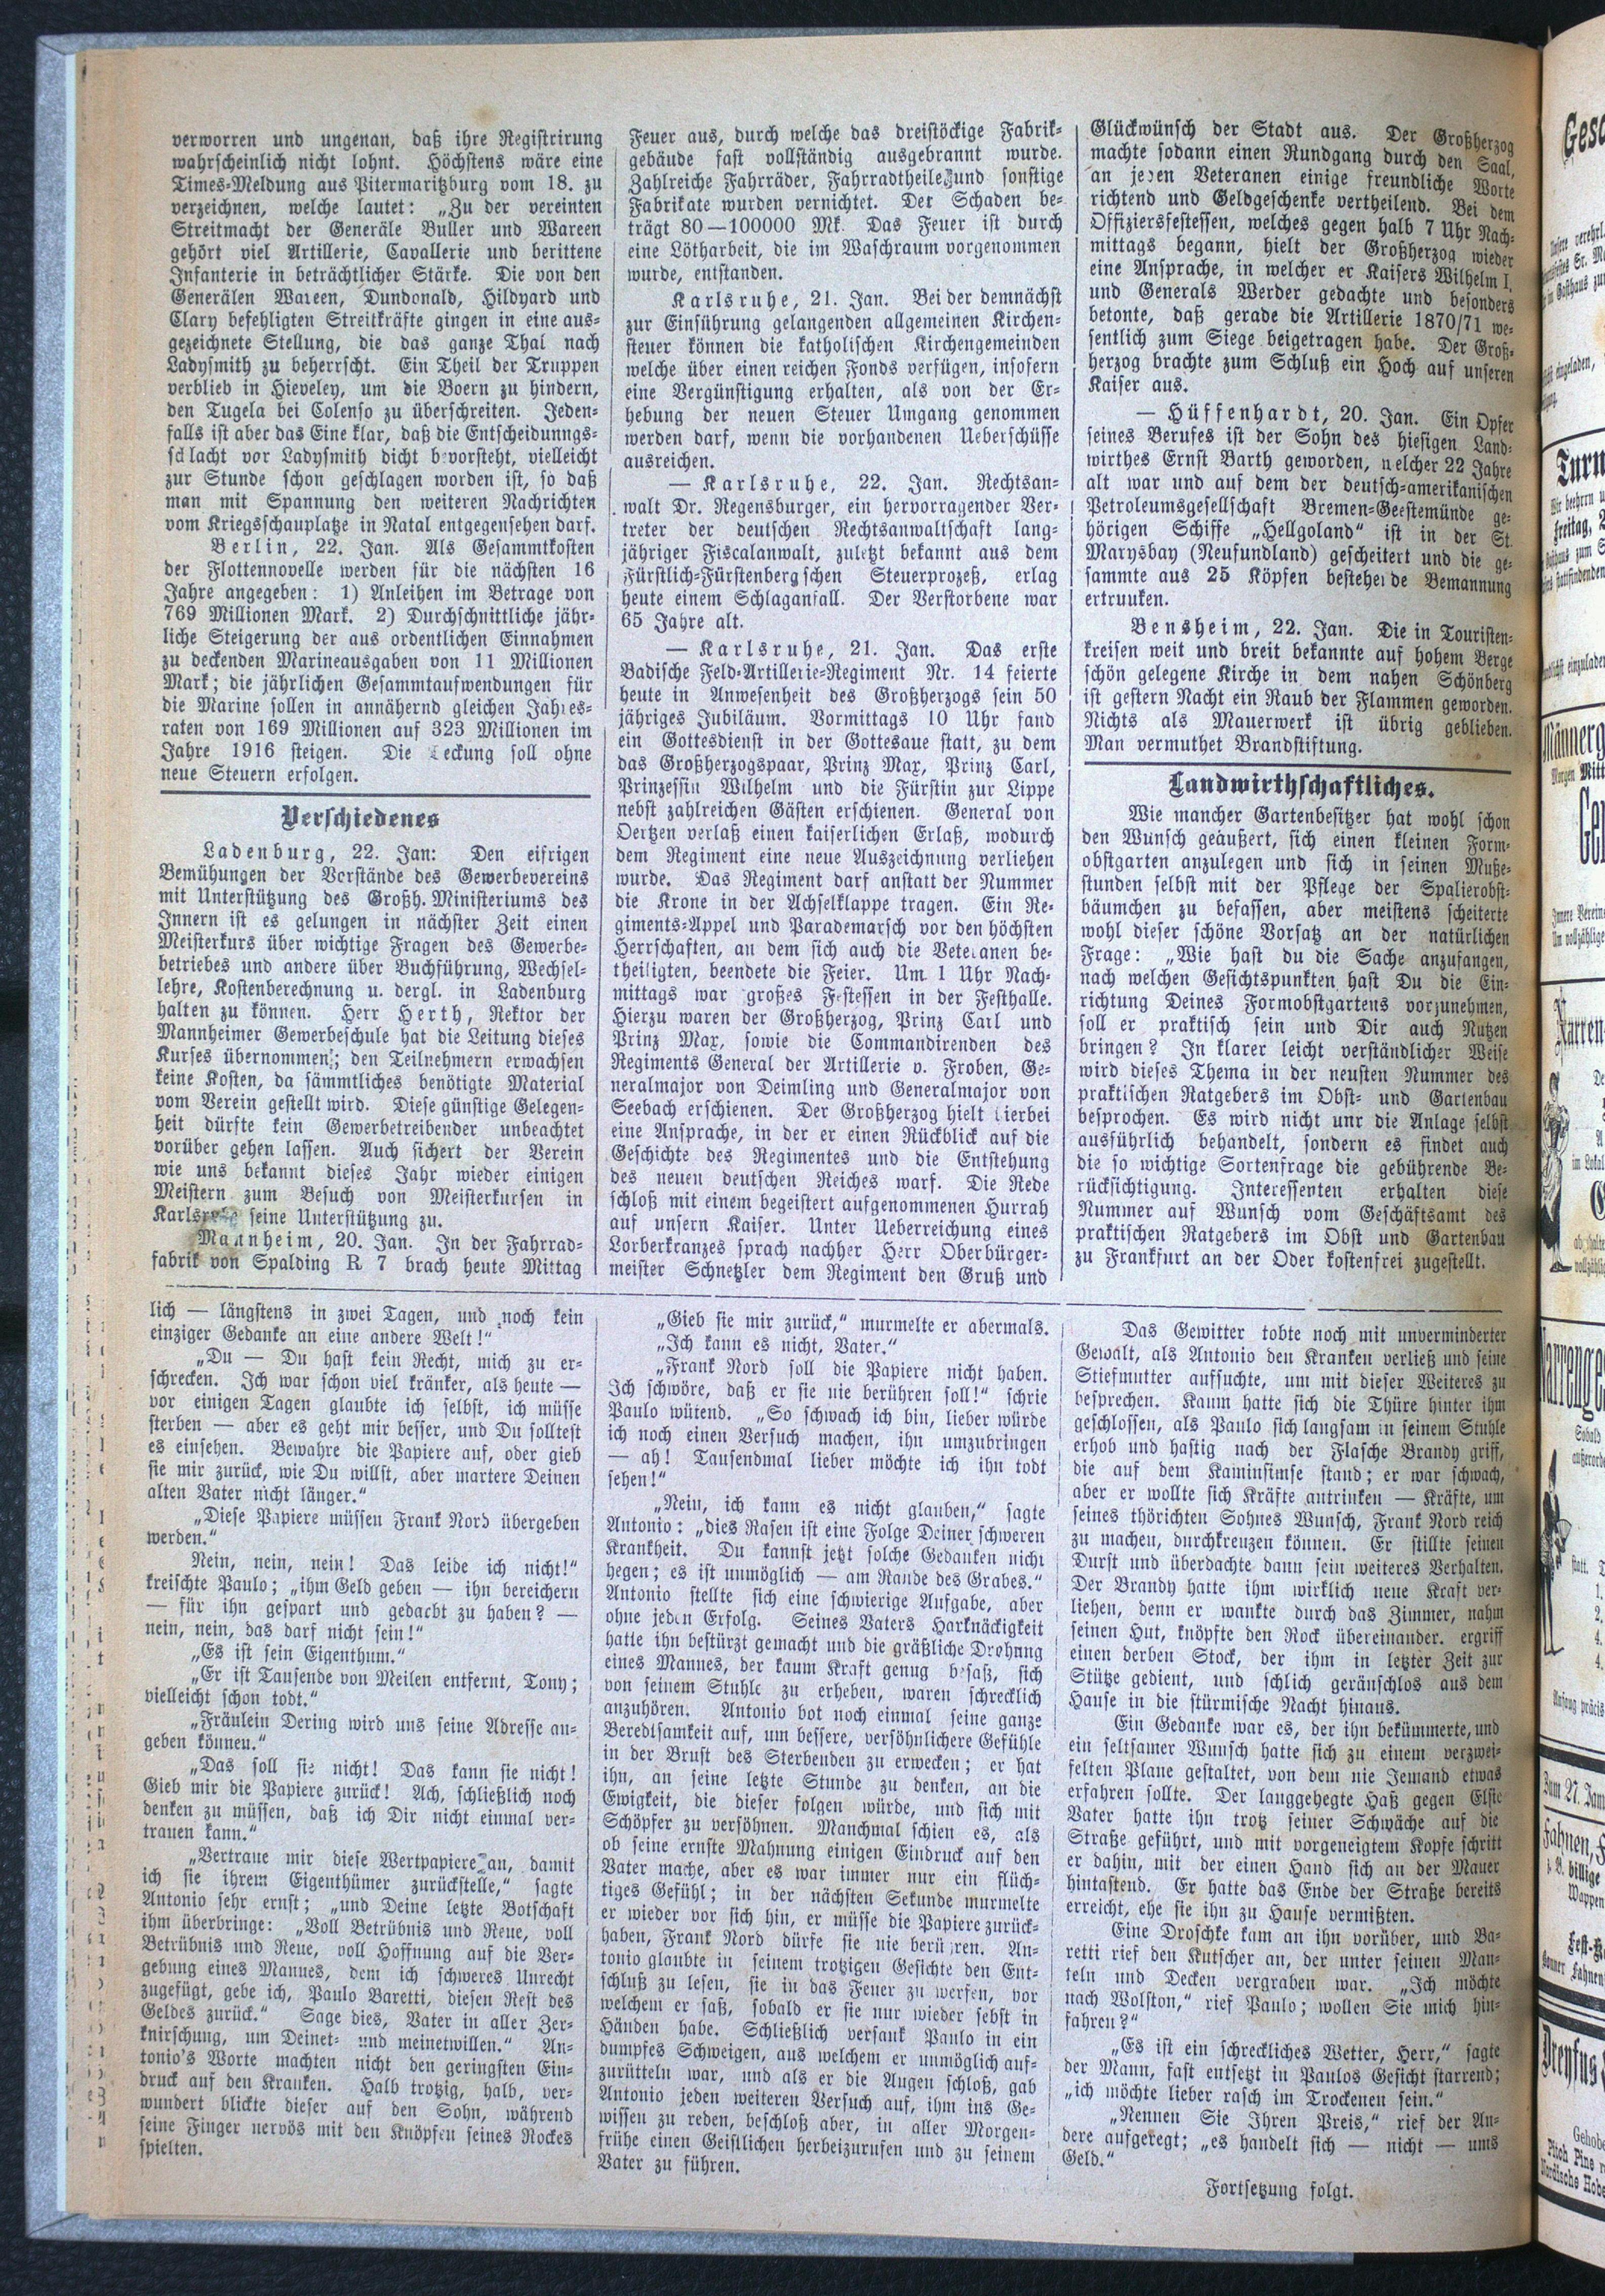 verworren und ungenau, daß ihre Registrirung
wahrscheinlich nicht lohnt. Höchstens wäre eine
Times-Meldung aus Pitermaritzburg vom 18. zu
verzeichnen, welche lautet: „Zu der vereinten
Streitmacht der Generäle Buller und Wareen
gehört viel Artillerie, Cavallerie und berittene
Infanterie in beträchtlicher Stärke. Die von den
Generälen Wareen, Dundonald, Hildyard und
Clary befehligten Streitkräfte gingen in eine aus-
gezeichnete Stellung, die das ganze Thal nach
Ladysmith zu beherrscht. Ein Theil der Truppen
verblieb in Hieveley, um die Boern zu hindern,
den Tugela bei Colenso zu überschreiten. Jeden-
falls ist aber das Eine klar, daß die Entscheidunngs-
schlacht vor Ladysmith dicht bevorsteht, vielleicht
zur Stunde schon geschlagen worden ist, so daß
man mit Spannung den weiteren Nachrichten
vom Kriegsschauplatze in Natal entgegensehen darf.
Berlin, 22. Jan. Als Gesammtkosten
der Flottennovelle werden für die nächsten 16
Jahre angegeben: 1) Anleihen im Betrage von
769 Millionen Mark. 2) Durchschnittliche jähr-
liche Steigerung der aus ordentlichen Einnahmen
zu deckenden Marineausgaben von 11 Millionen
Mark; die jährlichen Gesammtaufwendungen für
die Marine sollen in annähernd gleichen Jahres-
raten von 169 Millionen auf 323 Millionen im
Jahre 1916 steigen. Die Deckung soll ohne
neue Steuern erfolgen.
Verschiedenes
Ladenburg, 22. Jan: Den eifrigen
Bemühungen der Vorstände des Gewerbevereins
mit Unterstützung des Großh. Ministeriums des
Innern ist es gelungen in nächster Zeit einen
Meisterkurs über wichtige Fragen des Gewerbe-
betriebes und andere über Buchführung, Wechsel-
lehre, Kostenberechnung u. dergl. in Ladenburg
halten zu können. Herr Herth, Rektor der
Mannheimer Gewerbeschule hat die Leitung dieses
Kurses übernommen; den Teilnehmern erwachsen
keine Kosten, da sämmtliches benötigte Material
vom Verein gestellt wird. Diese günstige Gelegen-
heit dürfte kein Gewerbetreibender unbeachtet
vorüber gehen lassen. Auch sichert der Verein
wie uns bekannt dieses Jahr wieder einigen
Meistern zum Besuch von Meisterkursen in
Karlsruhe seine Unterstützung zu.
Mannheim, 20. Jan. In der Fahrrad-
fabrik von Spalding R 7 brach heute Mittag
Feuer aus, durch welche das dreistöckige Fabrik-
gebäude fast vollständig ausgebrannt wurde.
Zahlreiche Fahrräder, Fahrradtheile und sonstige
Fabrikate wurden vernichtet. Der Schaden be-
trägt 80—100000 Mk. Das Feuer ist durch
eine Lötharbeit, die im Waschraum vorgenommen
wurde, entstanden.
Karlsruhe, 21. Jan. Bei der demnächst
zur Einführung gelangenden allgemeinen Kirchen-
steuer können die katholischen Kirchengemeinden
welche über einen reichen Fonds verfügen, insofern
eine Vergünstigung erhalten, als von der Er-
hebung der neuen Steuer Umgang genommen
werden darf, wenn die vorhandenen Ueberschüsse
ausreichen.
— Karlsruhe, 22. Jan. Rechtsan-
walt Dr. Regensburger, ein hervorragender Ver-
treter der deutschen Rechtsanwaltschaft lang-
jähriger Fiscalanwalt, zuletzt bekannt aus dem
Fürstlich-Fürstenbergschen Steuerprozeß, erlag
heute einem Schlaganfall. Der Verstorbene war
65 Jahre alt.
— Karlsruhe, 21. Jan. Das erste
Badische Feld-Artillerie-Regiment Nr. 14 feierte
heute in Anwesenheit des Großherzogs sein 50
jähriges Jubiläum. Vormittags 10 Uhr fand
ein Gottesdienst in der Gottesaue statt, zu dem
das Großherzogspaar, Prinz Max, Prinz Carl,
Prinzessin Wilhelm und die Fürstin zur Lippe
nebst zahlreichen Gästen erschienen. General von
Oertzen verlaß einen kaiserlichen Erlaß, wodurch
dem Regiment eine neue Auszeichnung verliehen
wurde. Das Regiment darf anstatt der Nummer
die Krone in der Achselklappe tragen. Ein Re-
giments-Appel und Parademarsch vor den höchsten
Herrschaften, an dem sich auch die Veteranen be-
theiligten, beendete die Feier. Um 1 Uhr Nach-
mittags war großes Festessen in der Festhalle.
Hierzu waren der Großherzog, Prinz Carl und
Prinz Max, sowie die Commandirenden des
Regiments General der Artillerie v. Froben, Ge-
neralmajor von Deimling und Generalmajor von
Seebach erschienen. Der Großherzog hielt hierbei
eine Ansprache, in der er einen Rückblick auf die
Geschichte des Regimentes und die Entstehung
des neuen deutschen Reiches warf. Die Rede
schloß mit einem begeistert aufgenommenen Hurrah
auf unsern Kaiser. Unter Ueberreichung eines
Lorberkranzes sprach nachher Herr Oberbürger-
meister Schnetzler dem Regiment den Gruß und
Glückwünsch der Stadt aus. Der Großherzog
machte sodann einen Rundgang durch den Saal,
an jeden Veteranen einige freundliche Worte
richtend und Geldgeschenke vertheilend. Bei dem
Offiziersfestessen, welches gegen halb 7 Uhr Nach-
mittags begann, hielt der Großherzog wieder
eine Ansprache, in welcher er Kaisers Wilhelm I.
und Generals Werder gedachte und besonders
betonte, daß gerade die Artillerie 1870/71 we-
sentlich zum Siege beigetragen habe. Der Groß-
herzog brachte zum Schluß ein Hoch auf unseren
Kaiser aus.
— Hüffenhardt, 20. Jan. Ein Opfer
seines Berufes ist der Sohn des hiesigen Land-
wirthes Ernst Barth geworden, welcher 22 Jahre
alt war und auf dem der deutsch-amerikanischen
Petroleumsgesellschaft Bremen-Geestemünde ge-
hörigen Schiffe „Hellgoland“ ist in der St.
Marysbay (Neufundland) gescheitert und die ge-
sammte aus 25 Köpfen bestehende Bemannung
ertrunken.
Bensheim, 22. Jan. Die in Touristen-
kreisen weit und breit bekannte auf hohem Berge
schön gelegene Kirche in dem nahen Schönberg
ist gestern Nacht ein Raub der Flammen geworden.
Nichts als Mauerwerk ist übrig geblieben.
Man vermuthet Brandstiftung.
Landwirthschaftliches.
Wie mancher Gartenbesitzer hat wohl schon
den Wunsch geäußert, sich einen kleinen Form-
obstgarten anzulegen und sich in seinen Muße-
stunden selbst mit der Pflege der Spalierobst-
bäumchen zu befassen, aber meistens scheiterte
wohl dieser schöne Vorsatz an der natürlichen
Frage: „Wie hast du die Sache anzufangen,
nach welchen Gesichtspunkten hast Du die Ein-
richtung Deines Formobstgartens vorzunehmen,
soll er praktisch sein und Dir auch Nutzen
bringen? In klarer leicht verständlicher Weise
wird dieses Thema in der neusten Nummer des
praktischen Ratgebers im Obst- und Gartenbau
besprochen. Es wird nicht unr die Anlage selbst
ausführlich behandelt, sondern es findet auch
die so wichtige Sortenfrage die gebührende Be-
rücksichtigung. Interessenten erhalten diese
Nummer auf Wunsch vom Geschäftsamt des
praktischen Ratgebers im Obst und Gartenbau
zu Frankfurt an der Oder kostenfrei zugestellt.
lich — längstens in zwei Tagen, und noch kein
einziger Gedanke an eine andere Welt!“
„Du — Du hast kein Recht, mich zu er-
schrecken. Ich war schon viel kränker, als heute —
vor einigen Tagen glaubte ich selbst, ich müsse
sterben — aber es geht mir besser, und Du solltest
es einsehen. Bewahre die Papiere auf, oder gieb
sie mir zurück, wie Du willst, aber martere Deinen
alten Vater nicht länger.“
„Diese Papiere müssen Frank Nord übergeben
werden.“
Nein, nein, nein! Das leide ich nicht!“
kreischte Paulo; „ihm Geld geben — ihn bereichern
— für ihn gespart und gedarbt zu haben? —
nein, nein, das darf nicht sein!“
„Es ist sein Eigenthum.“
„Er ist Tausende von Meilen entfernt, Tony;
vielleicht schon todt.“
„Fräulein Dering wird uns seine Adresse an-
geben können.“
„Das soll sie nicht! Das kann sie nicht!
Gieb mir die Papiere zurück! Ach, schließlich noch
denken zu müssen, daß ich Dir nicht einmal ver-
trauen kann.“
„Vertraue mir diese Wertpapiere an, damit
ich sie ihrem Eigenthümer zurückstelle,“ sagte
Antonio sehr ernst; „und Deine letzte Botschaft
ihm überbringe: „Voll Betrübnis und Reue, voll
Betrübnis und Reue, voll Hoffnung auf die Ver-
gebung eines Mannes, dem ich schweres Unrecht
zugefügt, gebe ich, Paulo Baretti, diesen Rest des
Geldes zurück.“ Sage dies, Vater in aller Zer-
knirschung, um Deinet- und meinetwillen.“ An-
tonio's Worte machten nicht den geringsten Ein-
druck auf den Kranken. Halb trotzig, halb, ver-
wundert blickte dieser auf den Sohn, während
seine Finger nervös mit den Knöpfen seines Rockes
spielten.
„Gieb sie mir zurück,“ murmelte er abermals.
„Ich kann es nicht, Vater.“
„Frank Nord soll die Papiere nicht haben.
Ich schwöre, daß er sie nie berühren soll!“ schrie
Paulo wütend. „So schwach ich bin, lieber würde
ich noch einen Versuch machen, ihn umzubringen
— ah! Tausendmal lieber möchte ich ihn todt
sehen!“
„Nein, ich kann es nicht glauben,“ sagte
Antonio: „dies Rasen ist eine Folge Deiner schweren
Krankheit. Du kannst jetzt solche Gedanken nicht
hegen; es ist unmöglich — am Rande des Grabes.“
Antonio stellte sich eine schwierige Aufgabe, aber
ohne jeden Erfolg. Seines Vaters Hartnäckigkeit
hatte ihn bestürzt gemacht und die gräßliche Drohung
eines Mannes, der kaum Kraft genug besaß, sich
von seinem Stuhle zu erheben, waren schrecklich
anzuhören. Antonio bot noch einmal seine ganze
Beredtsamkeit auf, um bessere, versöhnlichere Gefühle
in der Brust des Sterbenden zu erwecken; er hat
ihn, an seine letzte Stunde zu denken, an die
Ewigkeit, die dieser folgen würde, und sich mit
Schöpfer zu versöhnen. Manchmal schien es, als
ob seine ernste Mahnung einigen Eindruck auf den
Vater mache, aber es war immer nur ein flüch-
tiges Gefühl; in der nächsten Sekunde murmelte
er wieder vor sich hin, er müsse die Papiere zurück-
haben, Frank Nord dürfe sie nie berühren. An-
tonio glaubte in seinem trotzigen Gesichte den Ent-
schluß zu lesen, sie in das Feuer zu werfen, vor
welchem er saß, sobald er sie nur wieder sebst in
Händen habe. Schließlich versank Paulo in ein
dumpfes Schweigen, aus welchem er unmöglich auf-
zurütteln war, und als er die Augen schloß, gab
Antonio jeden weiteren Versuch auf, ihm ins Ge-
wissen zu reden, beschloß aber, in aller Morgen-
frühe einen Geistlichen herbeizurufen und zu seinem
Vater zu führen.
Das Gewitter tobte noch mit unverminderter
Gewalt, als Antonio den Kranken verließ und seine
Stiefmutter aufsuchte, um mit dieser Weiteres zu
besprechen. Kaum hatte sich die Thüre hinter ihm
geschlossen, als Paulo sich langsam in seinem Stuhle
erhob und hastig nach der Flasche Brandy griff,
die auf dem Kaminsimse stand; er war schwach,
aber er wollte sich Kräfte antrinken — Kräfte, um
seines thörichten Sohnes Wunsch, Frank Nord reich
zu machen, durchkreuzen können. Er stillte seinen
Durst und überdachte dann sein weiteres Verhalten.
Der Brandy hatte ihm wirklich neue Kraft ver-
liehen, denn er wankte durch das Zimmer, nahm
seinen Hut, knöpfte den Rock übereinander. ergriff
einen derben Stock, der ihm in letzter Zeit zur
Stütze gedient, und schlich geräuschlos aus dem
Hause in die stürmische Nacht hinaus.
Ein Gedanke war es, der ihn bekümmerte, und
ein seltsamer Wunsch hatte sich zu einem verzwei-
felten Plane gestaltet, von dem nie Jemand etwas
erfahren sollte. Der langgehegte Haß gegen Elsie
Vater hatte ihn trotz seiner Schwäche auf die
Straße geführt, und mit vorgeneigtem Kopfe schritt
er dahin, mit der einen Hand sich an der Mauer
hintastend. Er hatte das Ende der Straße bereits
erreicht, ehe sie ihn zu Hause vermißten.
Eine Droschke kam an ihn vorüber, und Ba-
retti rief den Kutscher an, der unter seinen Män-
teln und Decken vergraben war. „Ich möchte
nach Wolston,“ rief Paulo; wollen Sie mich hin-
fahren?“
„Es ist ein schreckliches Wetter, Herr,“ sagte
der Mann, fast entsetzt in Paulos Gesicht starrend;
„ich möchte lieber rasch im Trockenen sein.“
„Nennen Sie Ihren Preis,“ rief der An-
dere aufgeregt; „es handelt sich — nicht — ums
Geld.“
Fortsetzung folgt.